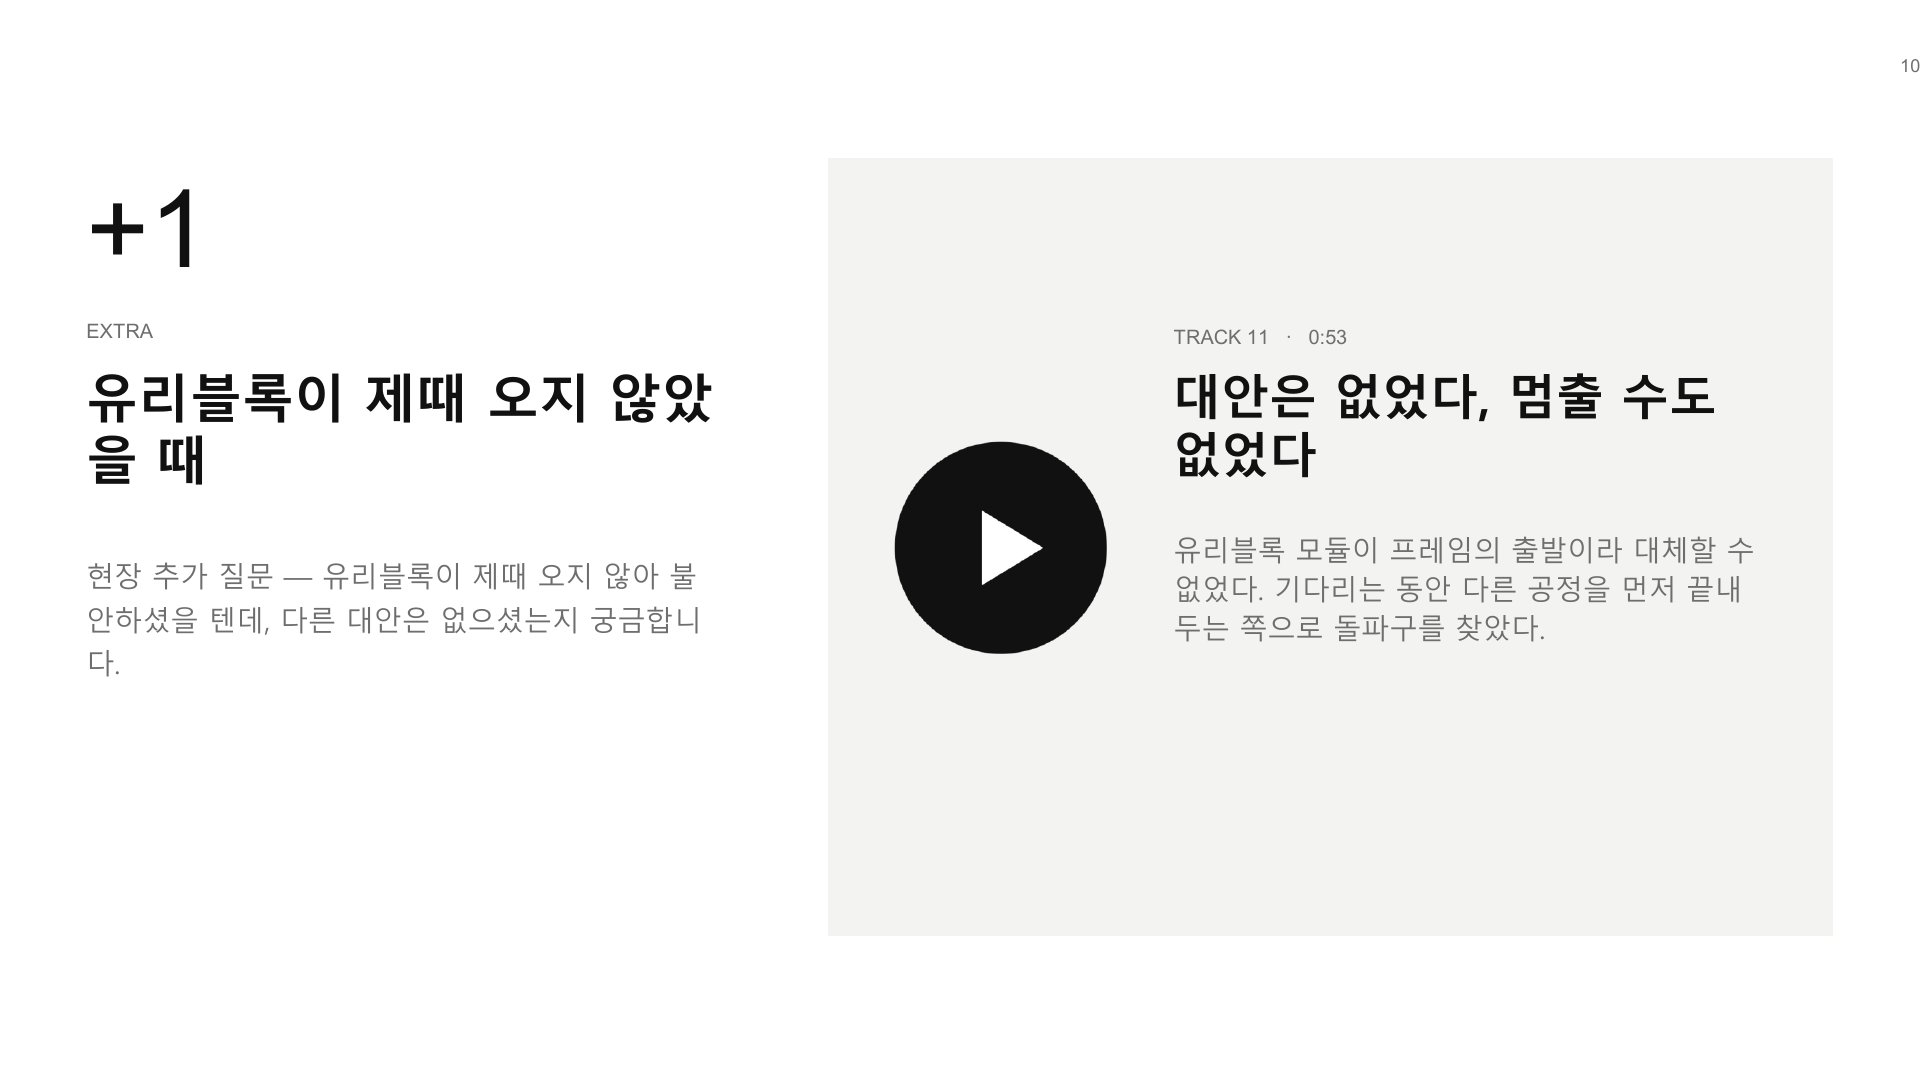 10
+1
EXTRA
유리블록이 제때 오지 않았
을 때
현장 추가 질문 — 유리블록이 제때 오지 않아 불
안하셨을 텐데, 다른 대안은 없으셨는지 궁금합니
다.
TRACK 11 · 0:53
대안은 없었다, 멈출 수도
없었다
유리블록 모듈이 프레임의 출발이라 대체할 수
없었다. 기다리는 동안 다른 공정을 먼저 끝내
두는 쪽으로 돌파구를 찾았다.